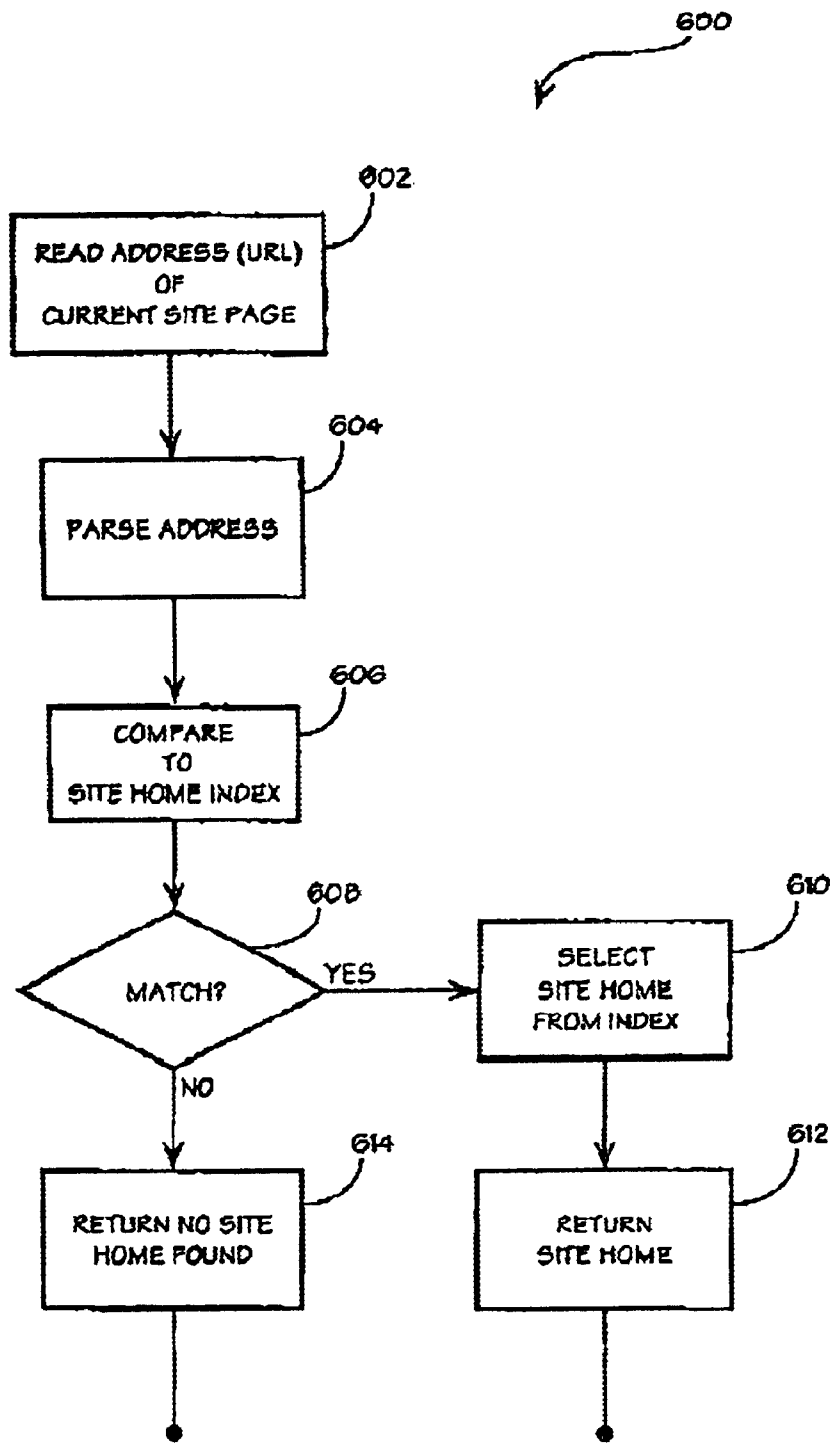 600
602
READ ADDRESS (URL)
OF
CURRENT SITE PAGE
604
PARSE ADDRESS
606
COMPARE
TO
SITE HOME INDEX
608
MATCH?
YES
610
SELECT
SITE HOME
FROM INDEX
NO
614
RETURN NO SITE
HOME FOUND
612
RETURN
SITE HOME